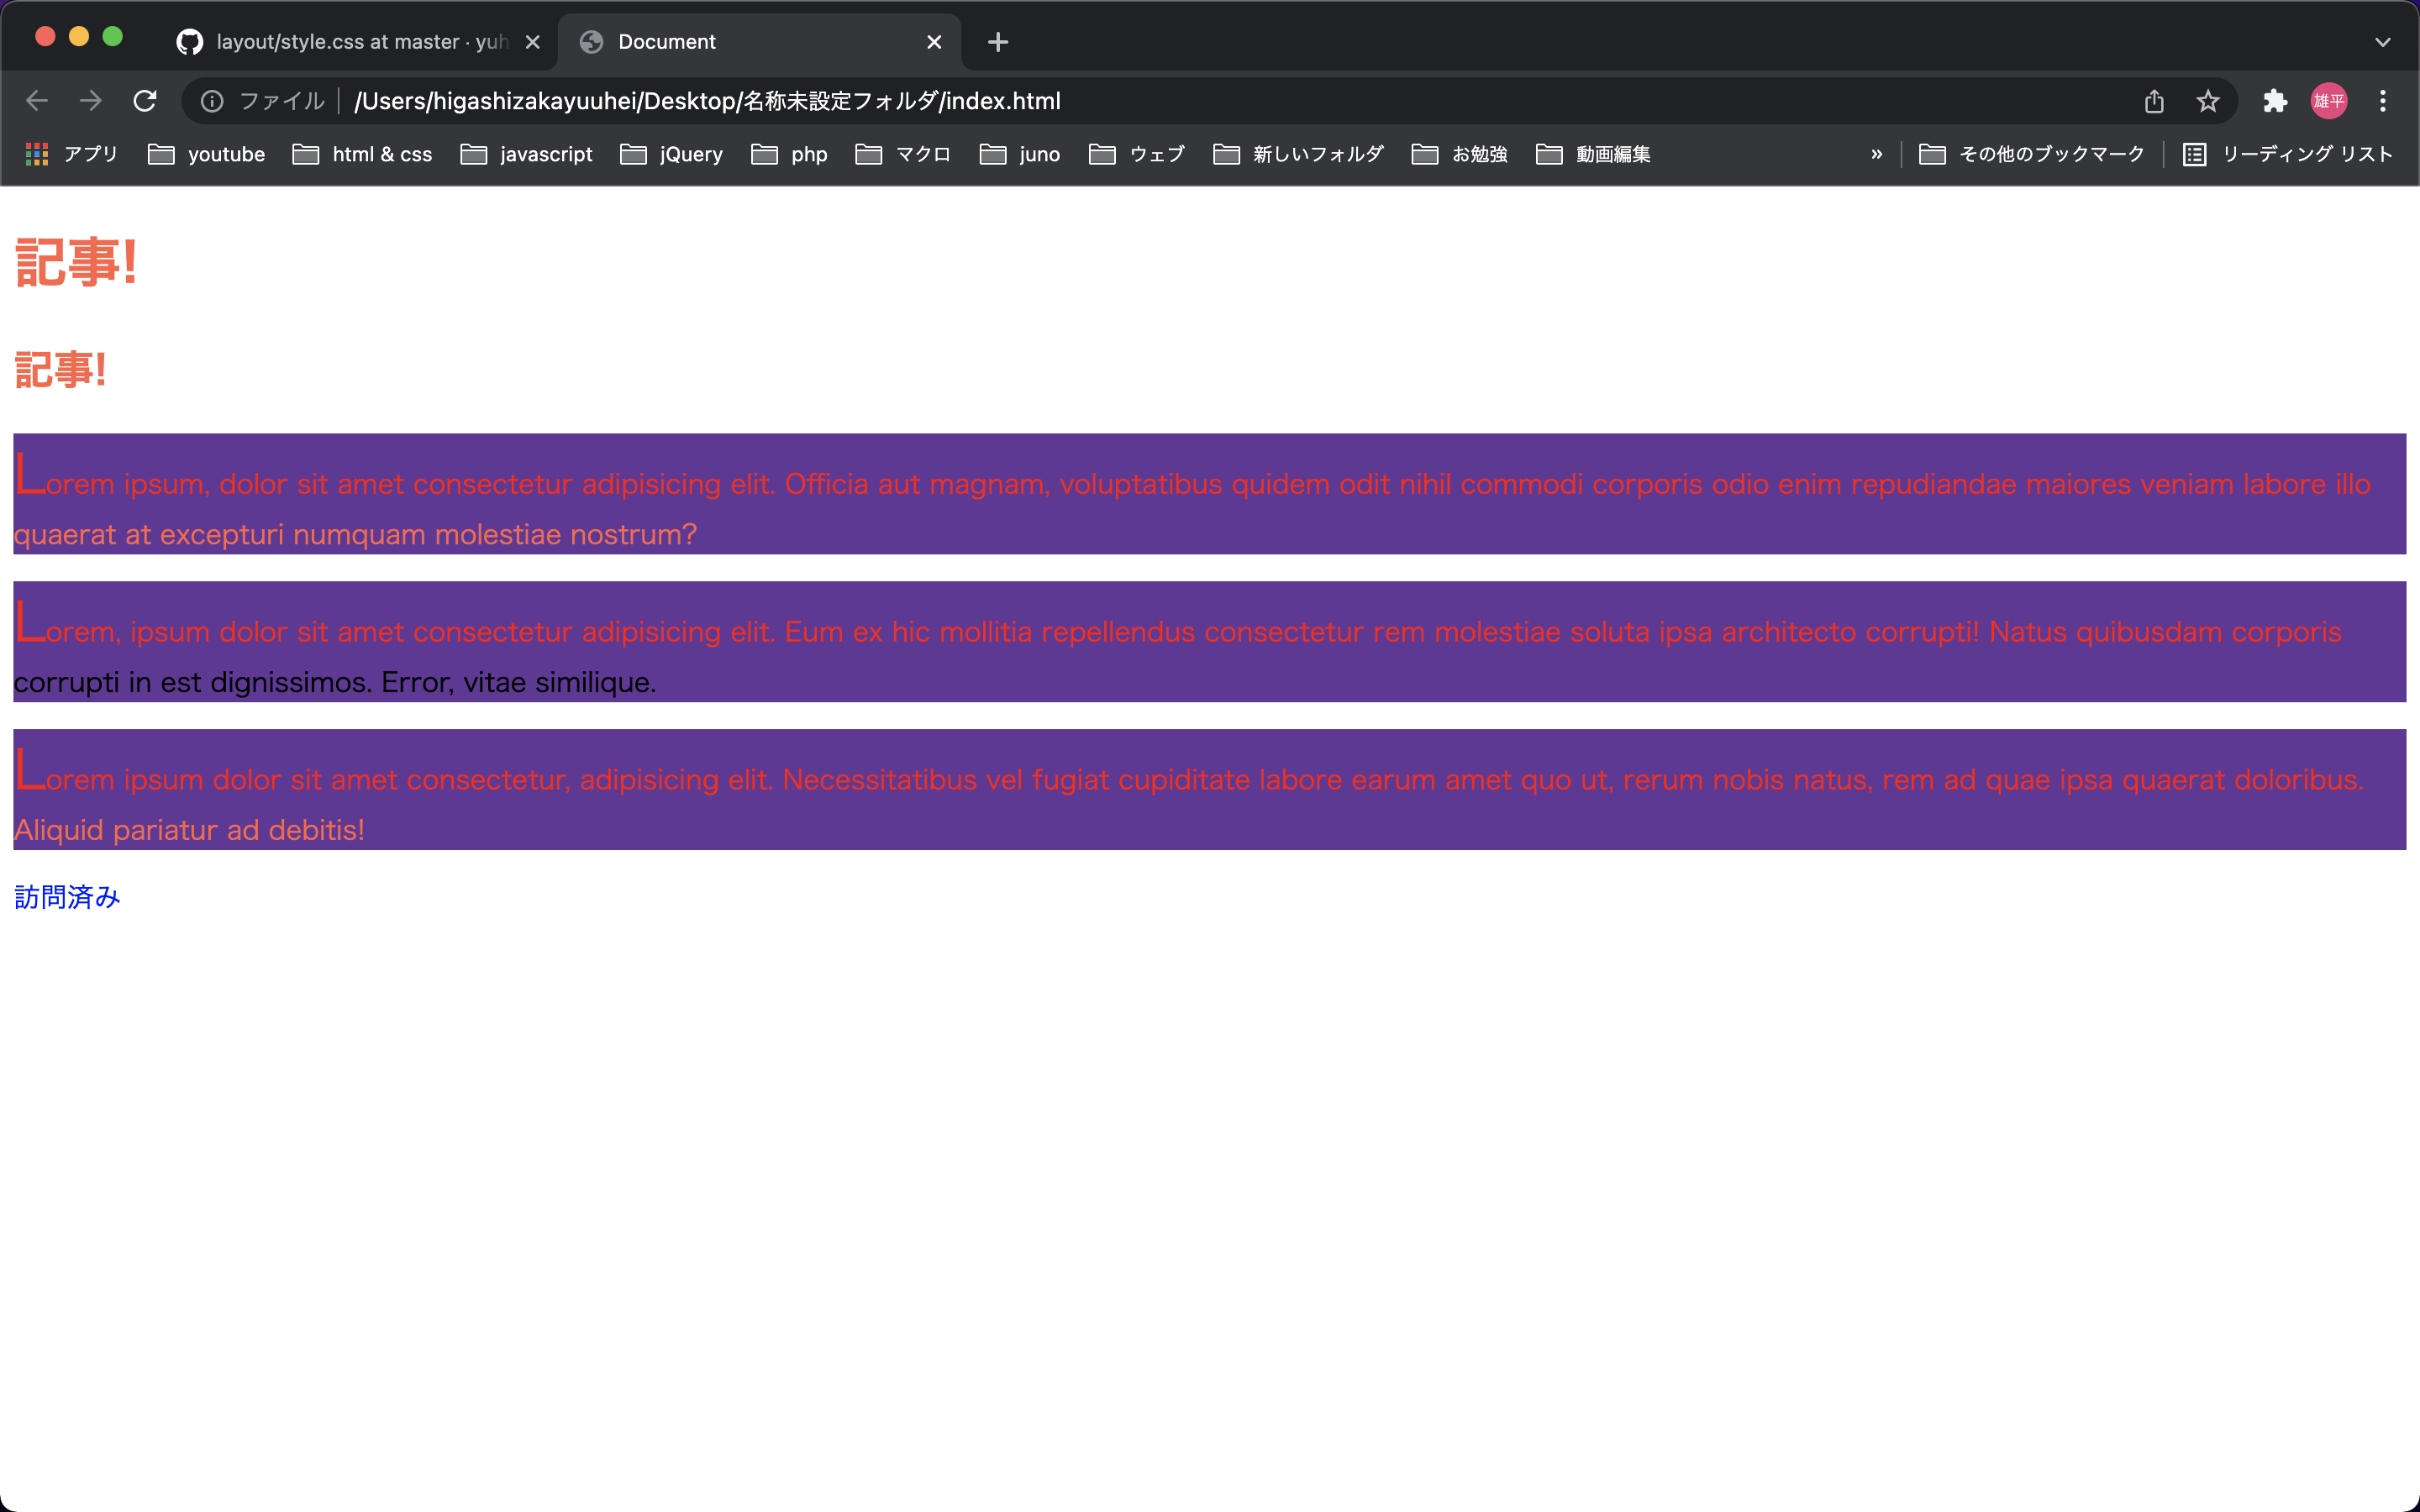 layout/style.css at master · yuh
Document
ファイル /Users/higashizakayuuhei/Desktop/名称未設定フォルダ/index.html
雄平
アプリ youtube html & css javascript jQuery php マクロ juno ウェブ 新しいフォルダ お勉強 動画編集 » その他のブックマーク リーディング リスト
記事!
記事!
Lorem ipsum, dolor sit amet consectetur adipisicing elit. Officia aut magnam, voluptatibus quidem odit nihil commodi corporis odio enim repudiandae maiores veniam labore illo
quaerat at excepturi numquam molestiae nostrum?
Lorem, ipsum dolor sit amet consectetur adipisicing elit. Eum ex hic mollitia repellendus consectetur rem molestiae soluta ipsa architecto corrupti! Natus quibusdam corporis
corrupti in est dignissimos. Error, vitae similique.
Lorem ipsum dolor sit amet consectetur, adipisicing elit. Necessitatibus vel fugiat cupiditate labore earum amet quo ut, rerum nobis natus, rem ad quae ipsa quaerat doloribus.
Aliquid pariatur ad debitis!
訪問済み